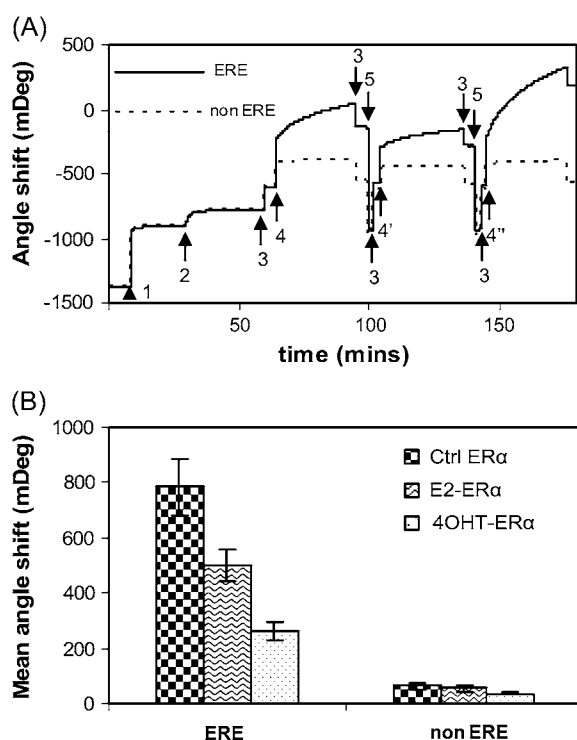 (A)
500
0
-500
-1000
-1500
Angle shift (mDeg)
ERE
non ERE
3
5
3
5
1
2
3
4
3
4'
3
4"
50
100
150
time (mins)
(B)
1000
800
600
400
200
0
Mean angle shift (mDeg)
Ctrl ERα
E2-ERα
4OHT-ERα
ERE
non ERE